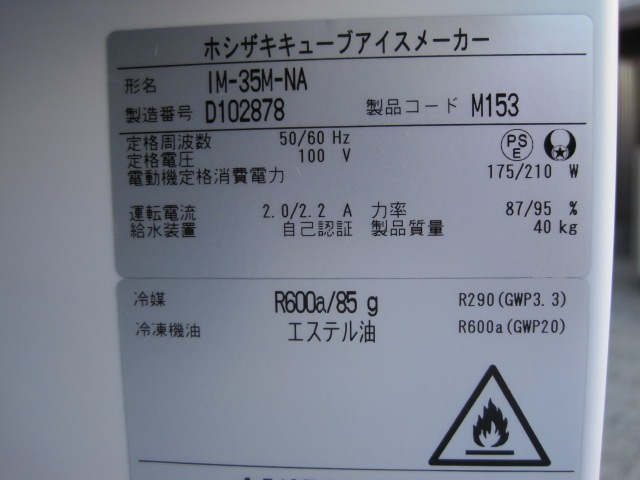 ホシザキキューブアイスメーカー
形名 IM-35M-NA
製造番号 D102878 製品コード M153
定格周波数 50/60 Hz
定格電圧 100 V
電動機定格消費電力 175/210 W
PS
E
運転電流 2.0/2.2 A 力率 87/95 %
給水装置 自己認証 製品質量 40 kg
冷媒 R600a/85 g R290(GWP3.3)
冷凍機油 エステル油 R600a(GWP20)